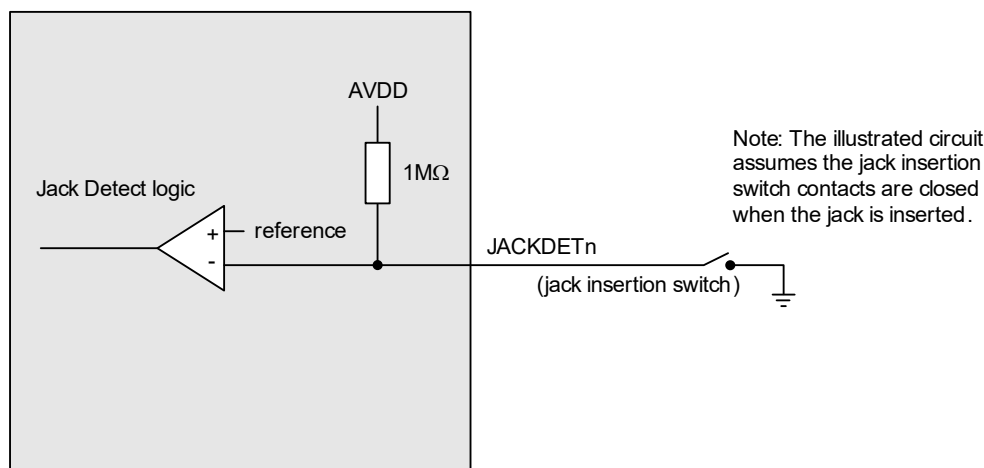 AVDD
1MΩ
Jack Detect logic
+
reference
-
JACKDETn
(jack insertion switch)
Note: The illustrated circuit
assumes the jack insertion
switch contacts are closed
when the jack is inserted.